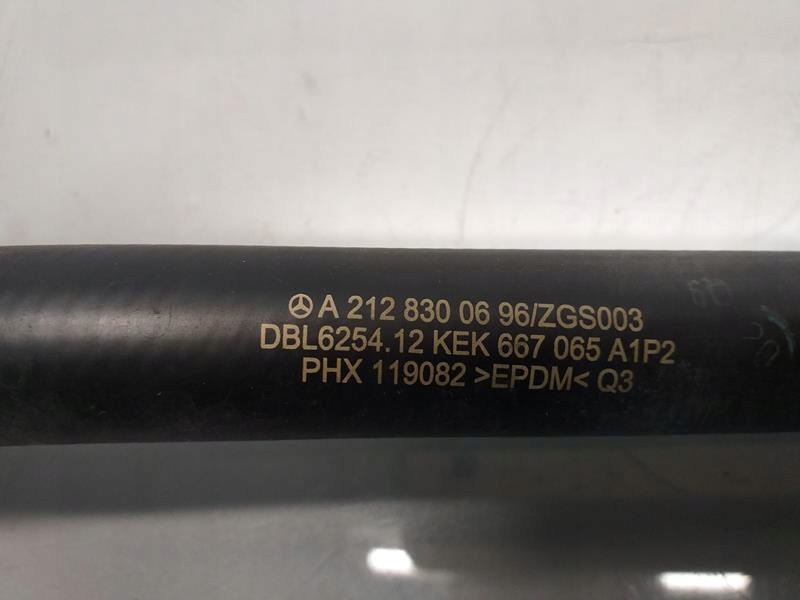 A 212 830 06 96/ZGS003
DBL6254.12 KEK 667 065 A1P2
PHX 119082 >EPDM< Q3